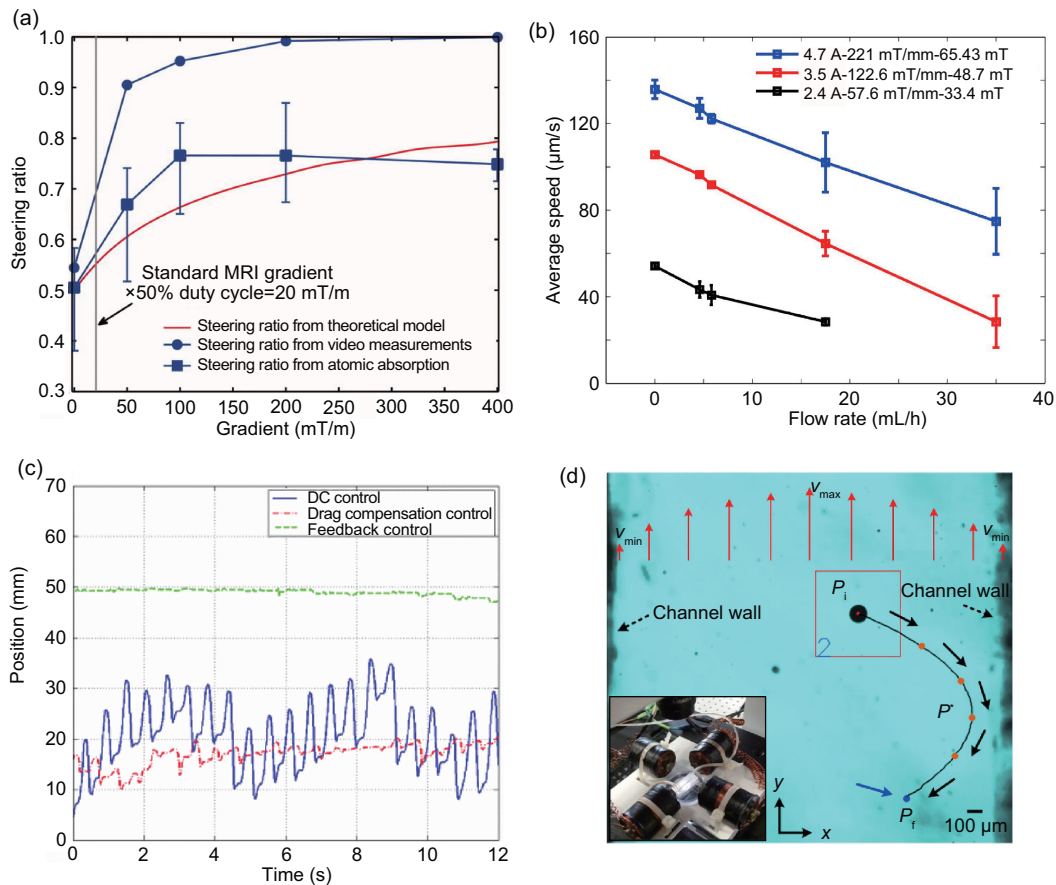 (a)
1.0
0.9
0.8
0.7
0.6
0.5
0.4
0.3
Steering ratio
Standard MRI gradient
×50% duty cycle=20 mT/m
Steering ratio from theoretical model
Steering ratio from video measurements
Steering ratio from atomic absorption
0 50 100 200 300 400
Gradient (mT/m)
(b)
160
120
80
40
0
Average speed (μm/s)
4.7 A-221 mT/mm-65.43 mT
3.5 A-122.6 mT/mm-48.7 mT
2.4 A-57.6 mT/mm-33.4 mT
0 10 20 30 40
Flow rate (mL/h)
(c)
70
60
50
40
30
20
10
0
Position (mm)
DC control
Drag compensation control
Feedback control
0 2 4 6 8 10 12
Time (s)
(d)
vmax
vmin
vmin
Pi
Channel wall
Channel wall
2
P*
Pf
y
x
100 μm